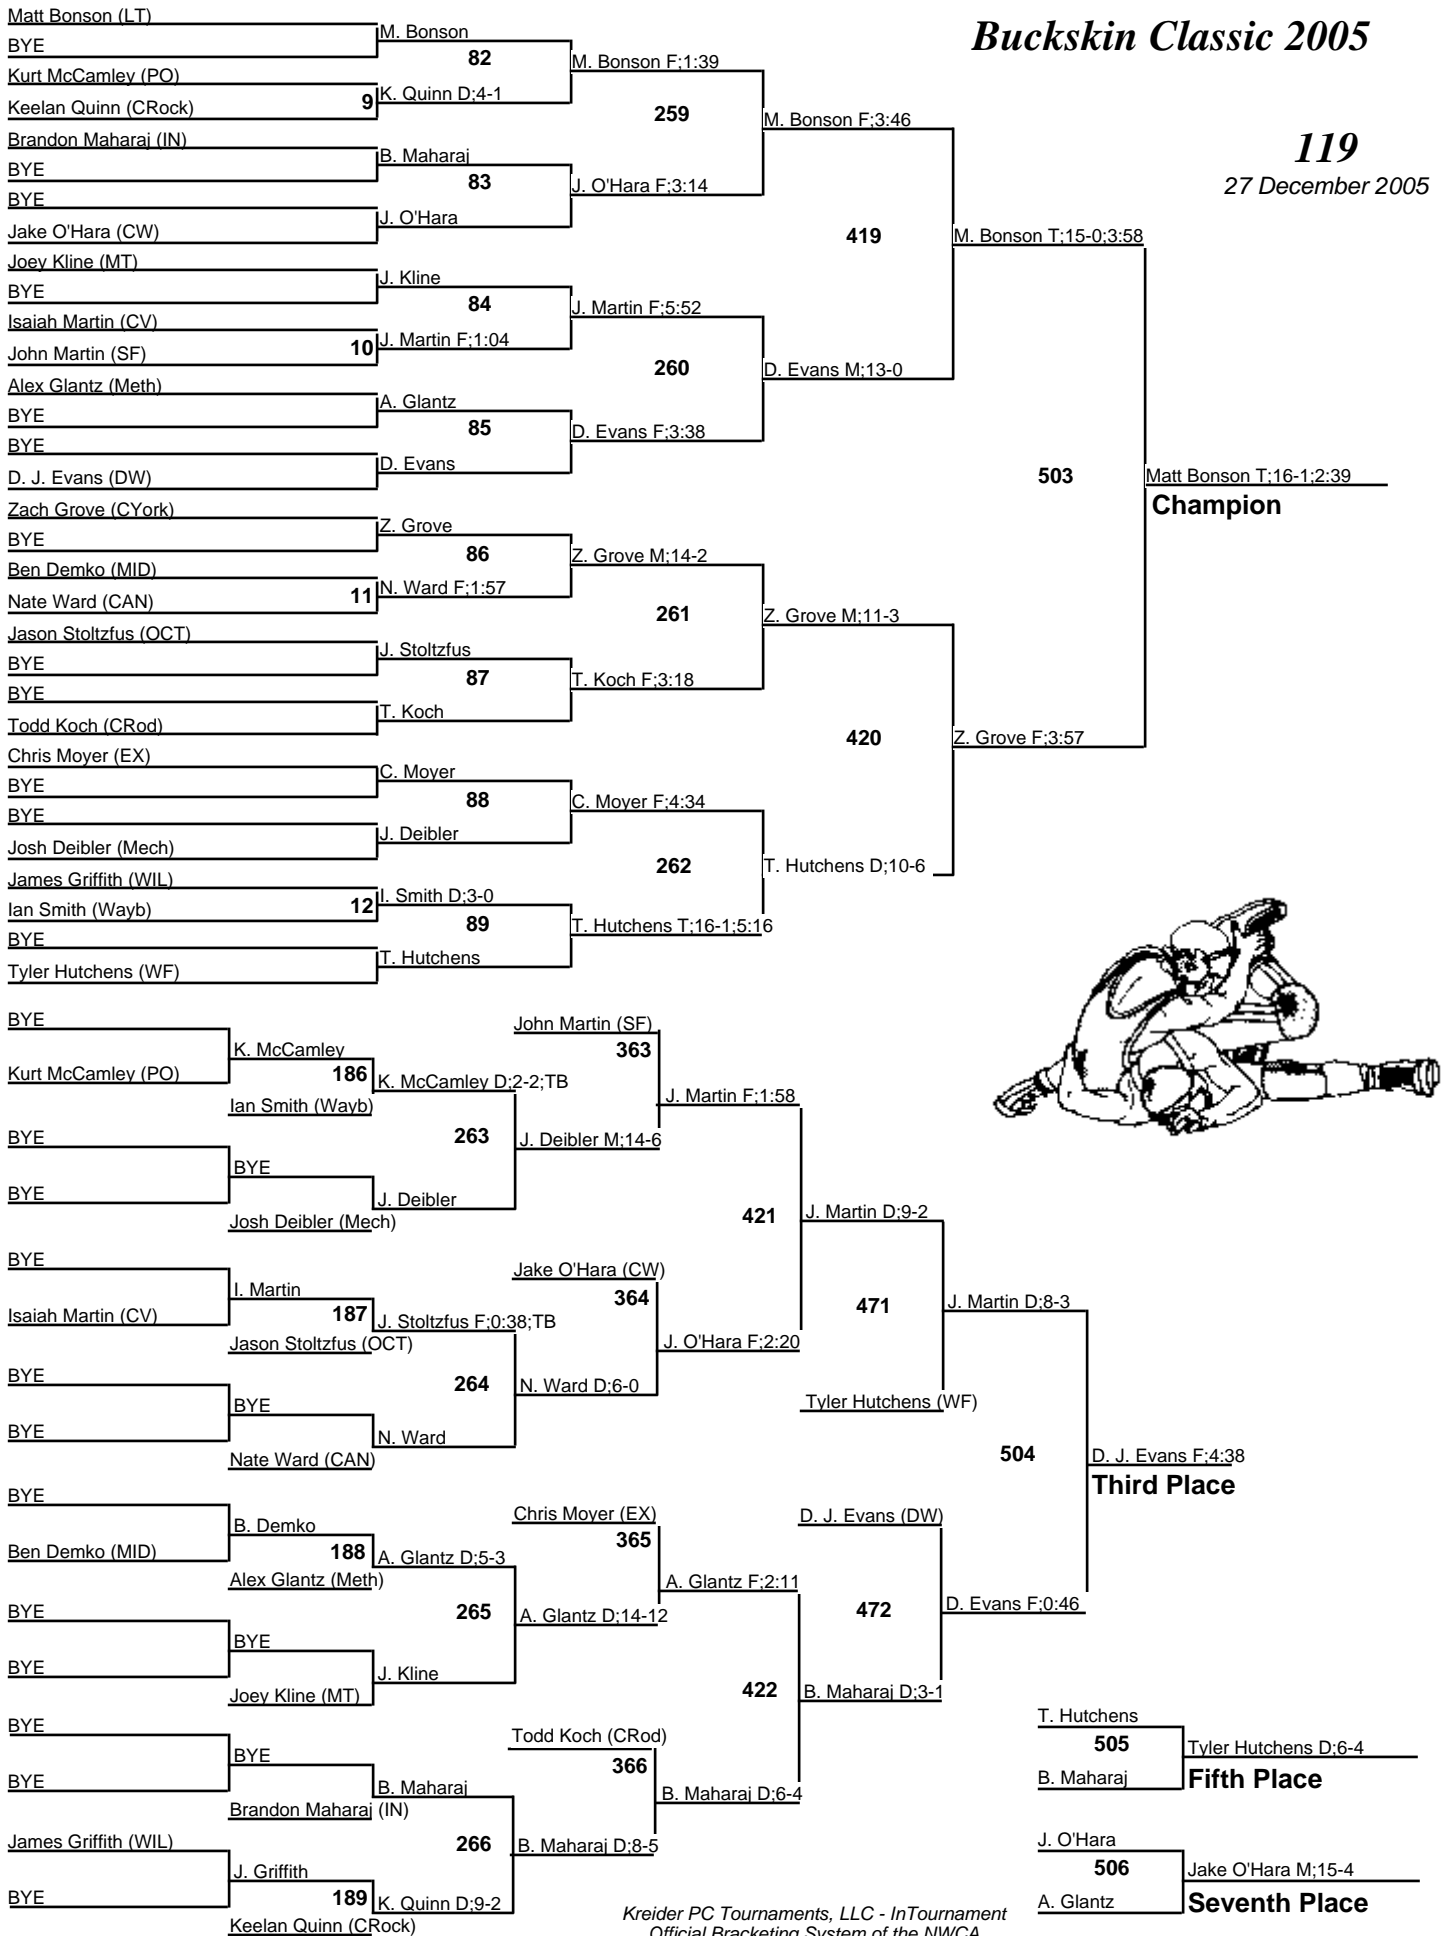 Buckskin Classic 2005
119
27 December 2005
Matt Bonson (LT)
BYE
M. Bonson
82
Kurt McCamley (PO)
Keelan Quinn (CRock)
9
K. Quinn D;4-1
M. Bonson F;1:39
259
Brandon Maharaj (IN)
BYE
B. Maharaj
83
BYE
Jake O'Hara (CW)
J. O'Hara
J. O'Hara F;3:14
M. Bonson F;3:46
419
Joey Kline (MT)
BYE
J. Kline
84
Isaiah Martin (CV)
John Martin (SF)
10
J. Martin F;1:04
J. Martin F;5:52
260
Alex Glantz (Meth)
BYE
A. Glantz
85
BYE
D. J. Evans (DW)
D. Evans
D. Evans F;3:38
D. Evans M;13-0
M. Bonson T;15-0;3:58
503
Matt Bonson T;16-1;2:39
Champion
Zach Grove (CYork)
BYE
Z. Grove
86
Ben Demko (MID)
Nate Ward (CAN)
11
N. Ward F;1:57
Z. Grove M;14-2
261
Jason Stoltzfus (OCT)
BYE
J. Stoltzfus
87
BYE
Todd Koch (CRod)
T. Koch
T. Koch F;3:18
Z. Grove M;11-3
420
Z. Grove F;3:57
Chris Moyer (EX)
BYE
C. Moyer
88
BYE
Josh Deibler (Mech)
J. Deibler
C. Moyer F;4:34
262
James Griffith (WIL)
Ian Smith (Wayb)
12
I. Smith D;3-0
89
BYE
Tyler Hutchens (WF)
T. Hutchens
T. Hutchens T;16-1;5:16
T. Hutchens D;10-6
BYE
Kurt McCamley (PO)
K. McCamley
186
Ian Smith (Wayb)
K. McCamley D;2-2;TB
263
BYE
BYE
BYE
Josh Deibler (Mech)
J. Deibler
J. Deibler M;14-6
John Martin (SF)
363
J. Martin F;1:58
421
BYE
Isaiah Martin (CV)
I. Martin
187
Jason Stoltzfus (OCT)
J. Stoltzfus F;0:38;TB
264
BYE
BYE
BYE
Nate Ward (CAN)
N. Ward
N. Ward D;6-0
Jake O'Hara (CW)
364
J. O'Hara F;2:20
J. Martin D;9-2
471
Tyler Hutchens (WF)
J. Martin D;8-3
504
D. J. Evans F;4:38
Third Place
BYE
Ben Demko (MID)
B. Demko
188
Alex Glantz (Meth)
A. Glantz D;5-3
265
BYE
BYE
BYE
Joey Kline (MT)
J. Kline
A. Glantz D;14-12
Chris Moyer (EX)
365
A. Glantz F;2:11
422
D. J. Evans (DW)
472
D. Evans F;0:46
BYE
BYE
BYE
Brandon Maharaj (IN)
B. Maharaj
266
James Griffith (WIL)
BYE
J. Griffith
189
Keelan Quinn (CRock)
K. Quinn D;9-2
B. Maharaj D;8-5
Todd Koch (CRod)
366
B. Maharaj D;6-4
B. Maharaj D;3-1
T. Hutchens
505
B. Maharaj
Tyler Hutchens D;6-4
Fifth Place
J. O'Hara
506
A. Glantz
Jake O'Hara M;15-4
Seventh Place
Kreider PC Tournaments, LLC - InTournament
Official Bracketing System of the NWCA